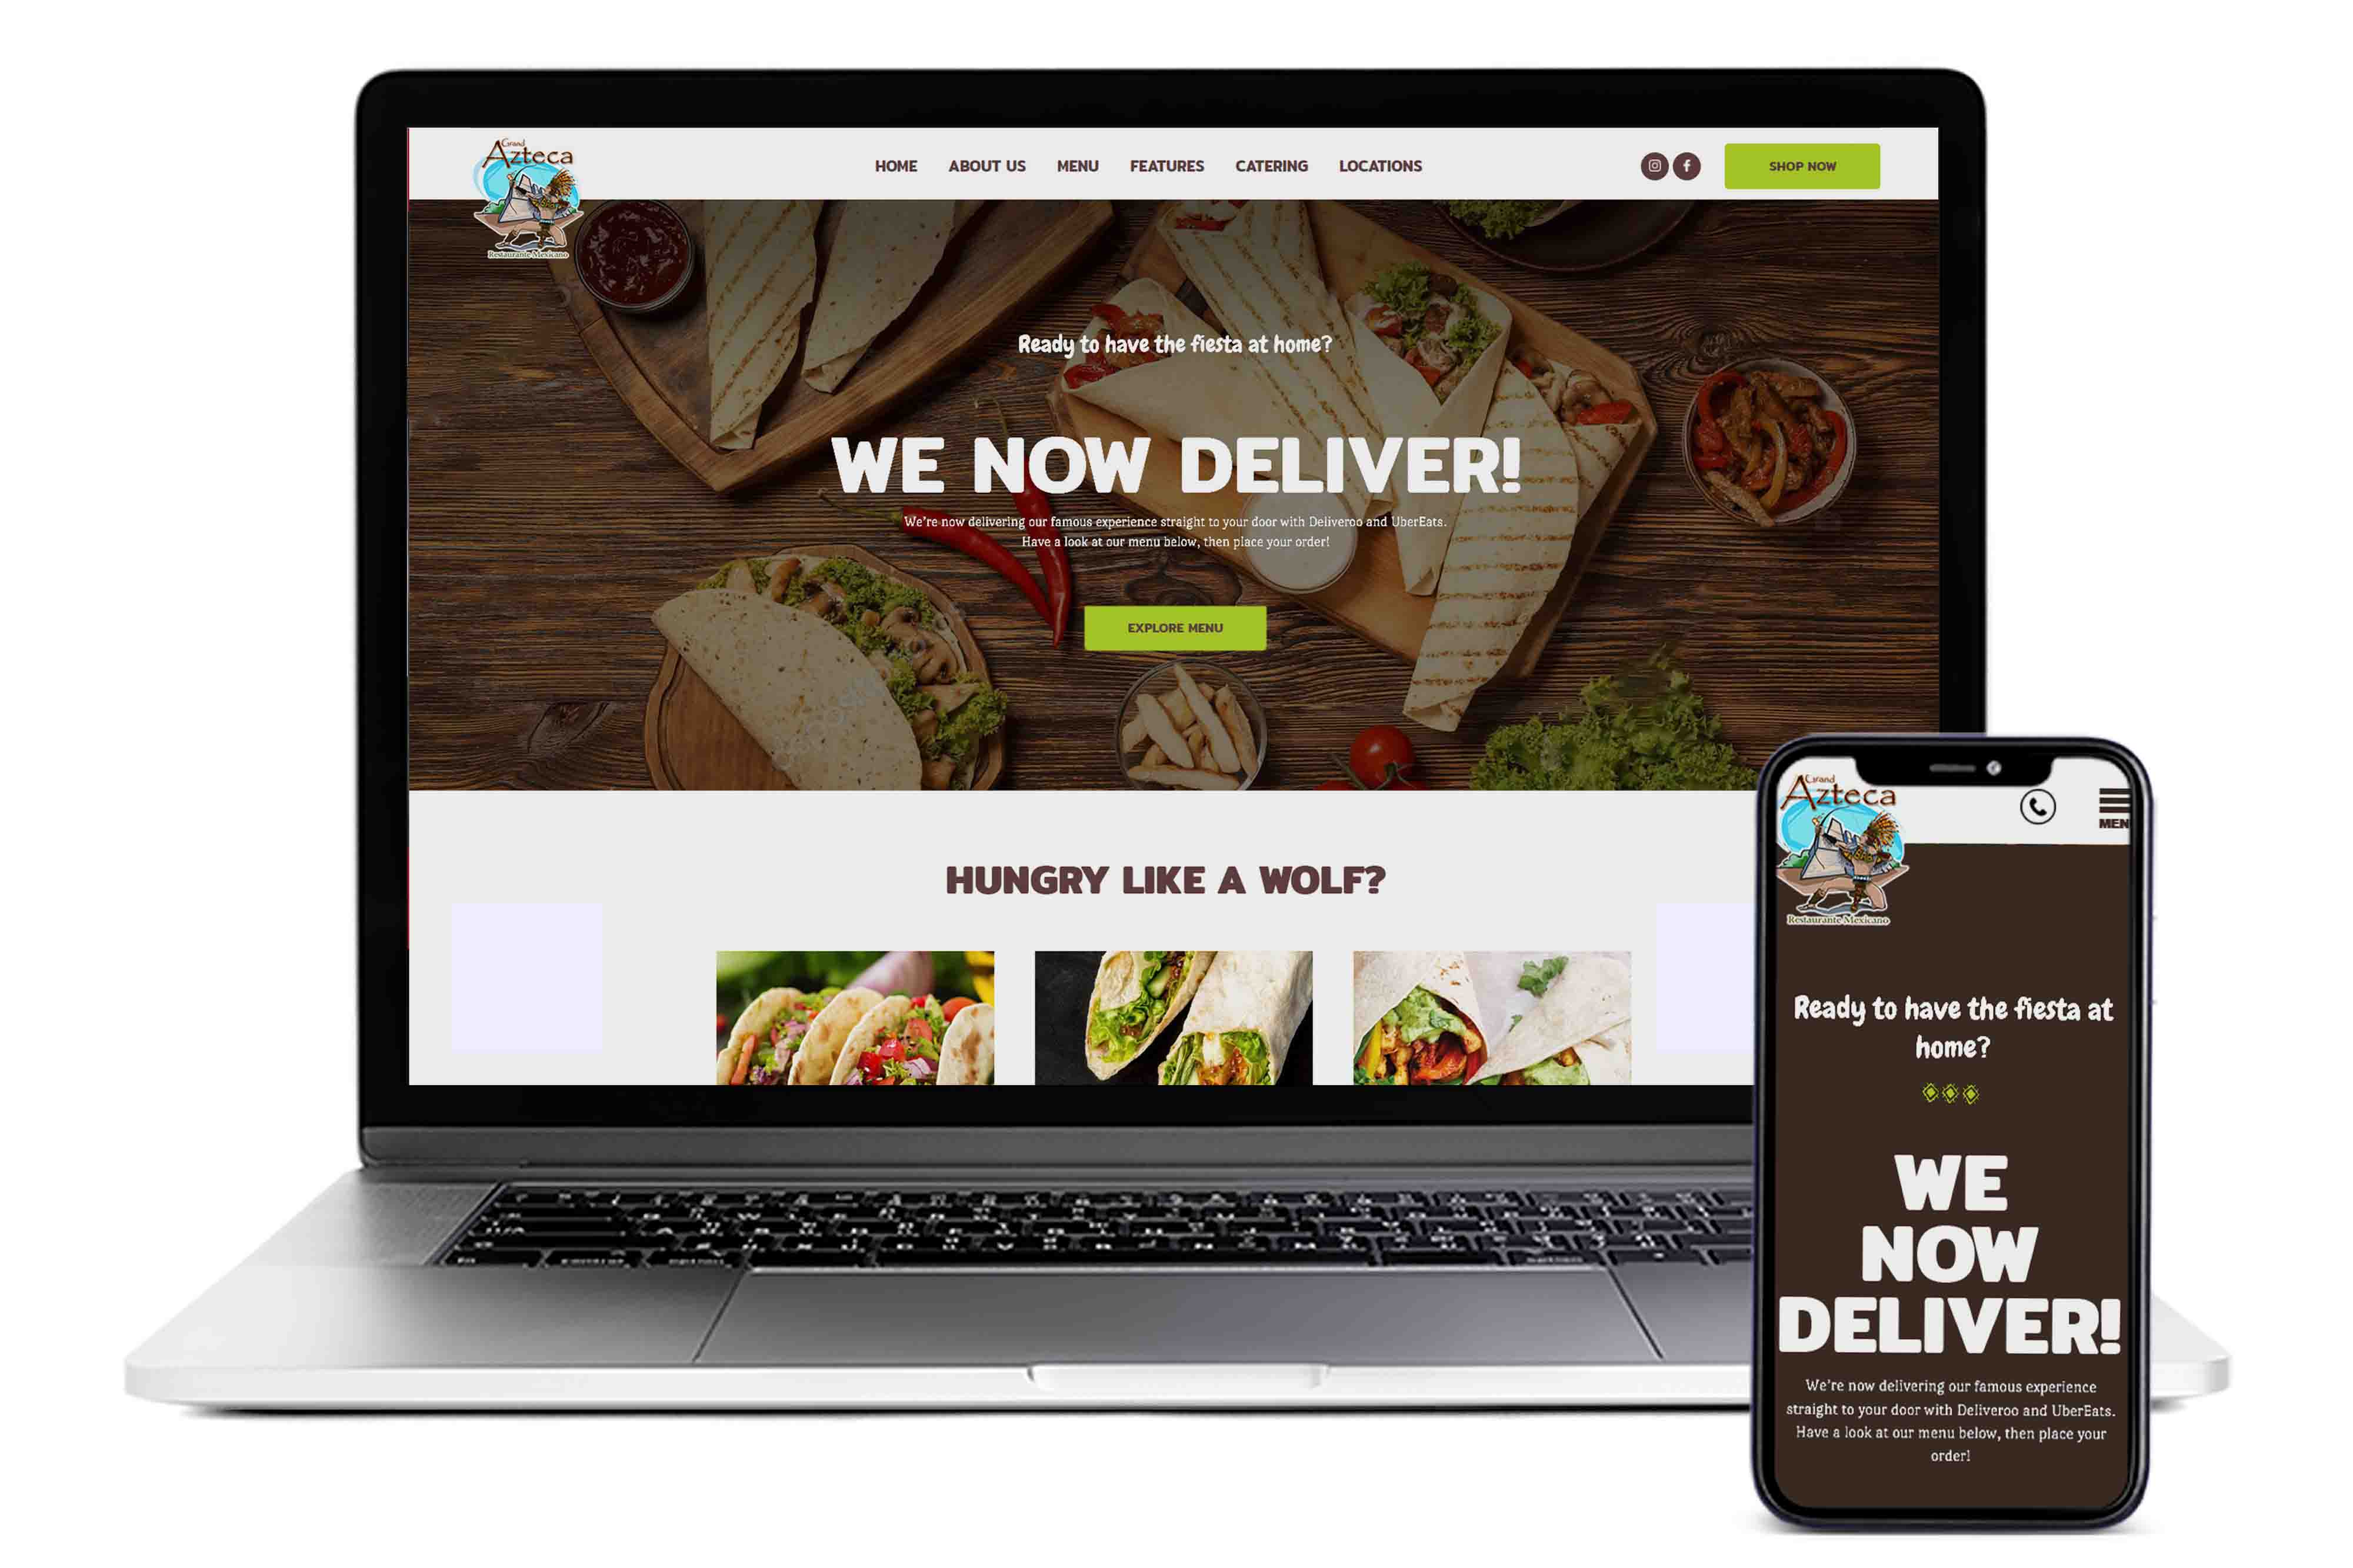 Grand
Azteca
Restaurante Mexicano
HOME ABOUT US MENU FEATURES CATERING LOCATIONS
SHOP NOW
Ready to have the fiesta at home?
WE NOW DELIVER!
We're now delivering our famous experience straight to your door with Deliveroo and UberEats.
Have a look at our menu below, then place your order!
EXPLORE MENU
HUNGRY LIKE A WOLF?
Grand
Azteca
Restaurante Mexicano
MEN
Ready to have the fiesta at
home?
WE
NOW
DELIVER!
We're now delivering our famous experience
straight to your door with Deliveroo and UberEats.
Have a look at our menu below, then place your
order!